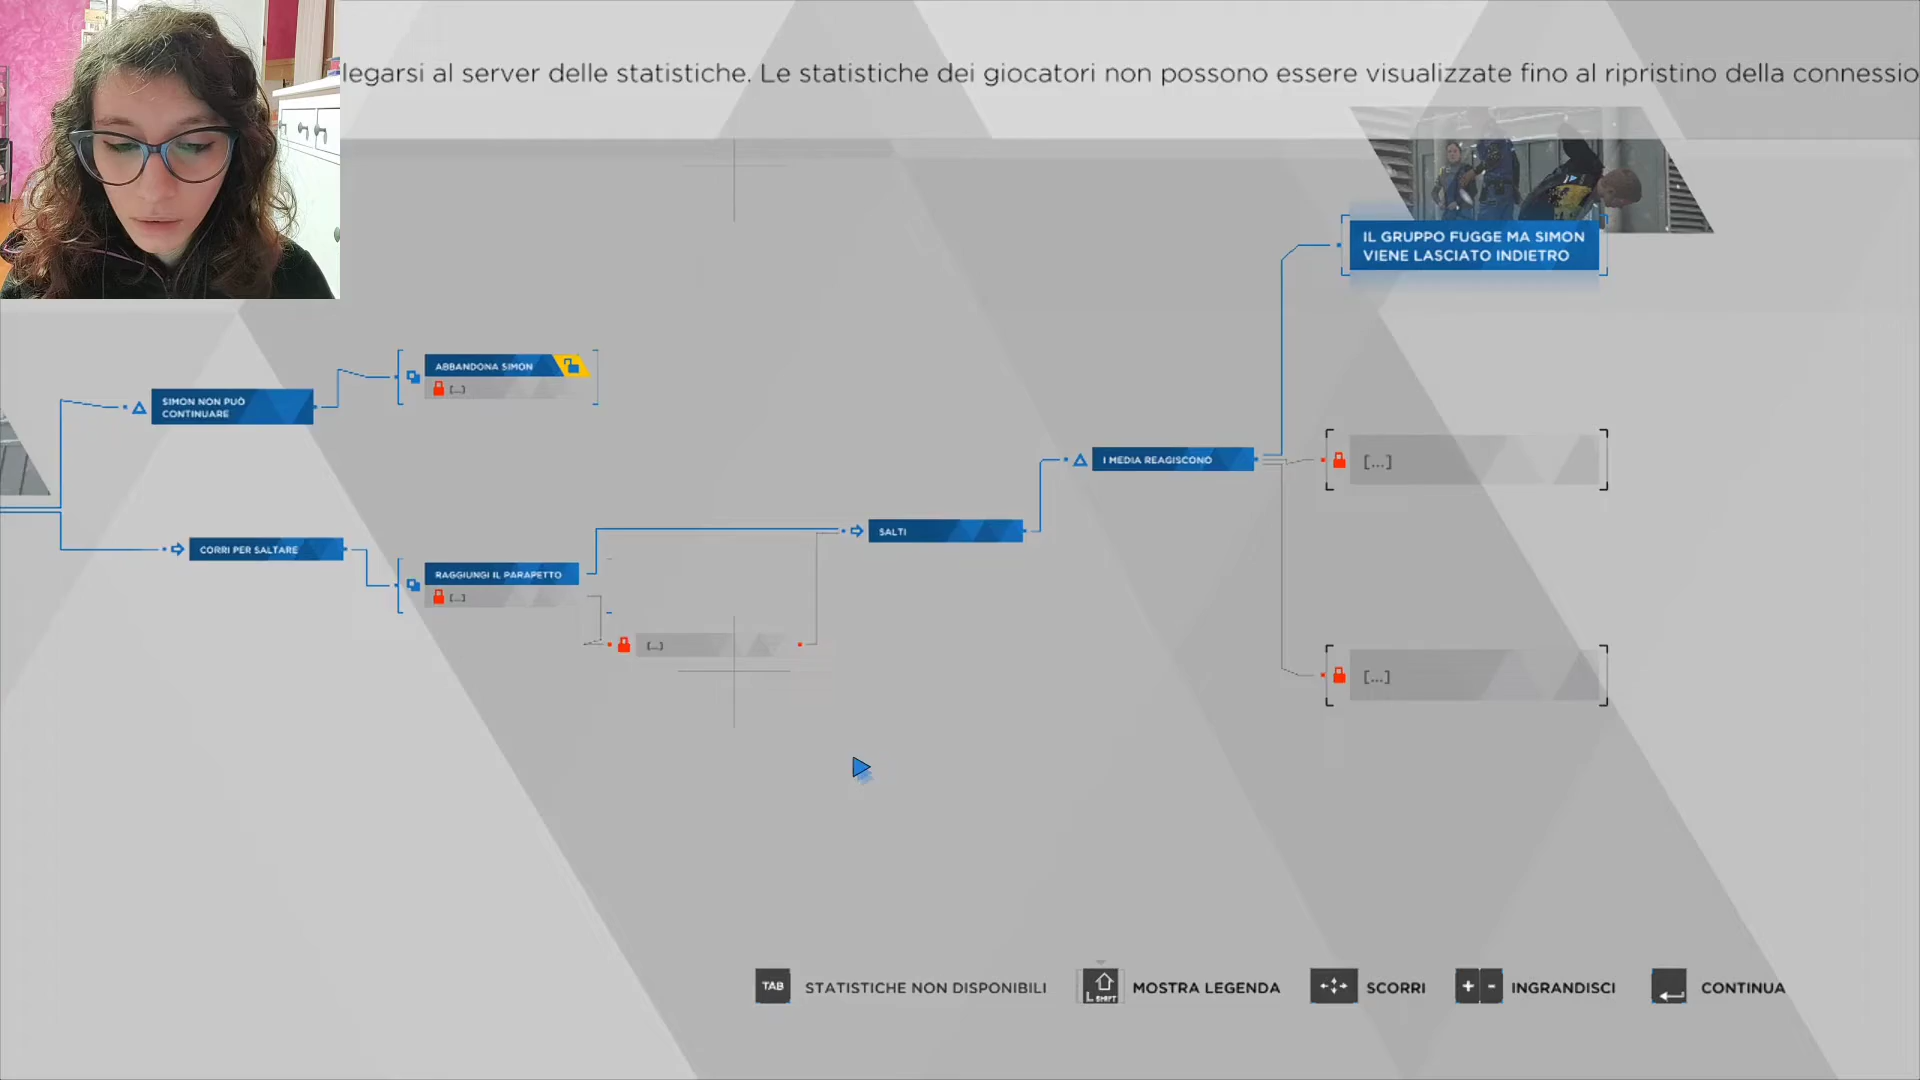 legarsi al server delle statistiche. Le statistiche dei giocatori non possono essere visualizzate fino al ripristino della connessio
IL GRUPPO FUGGE MA SIMON
VIENE LASCIATO INDIETRO
ABBANDONA SIMON
[...]
SIMON NON PUÒ
CONTINUARE
I MEDIA REAGISCONO
[...]
SALTI
CORRI PER SALTARE
RAGGIUNGI IL PARAPETTO
[...]
[...]
[...]
TAB STATISTICHE NON DISPONIBILI
L SHIFT MOSTRA LEGENDA
SCORRI
+ - INGRANDISCI
CONTINUA